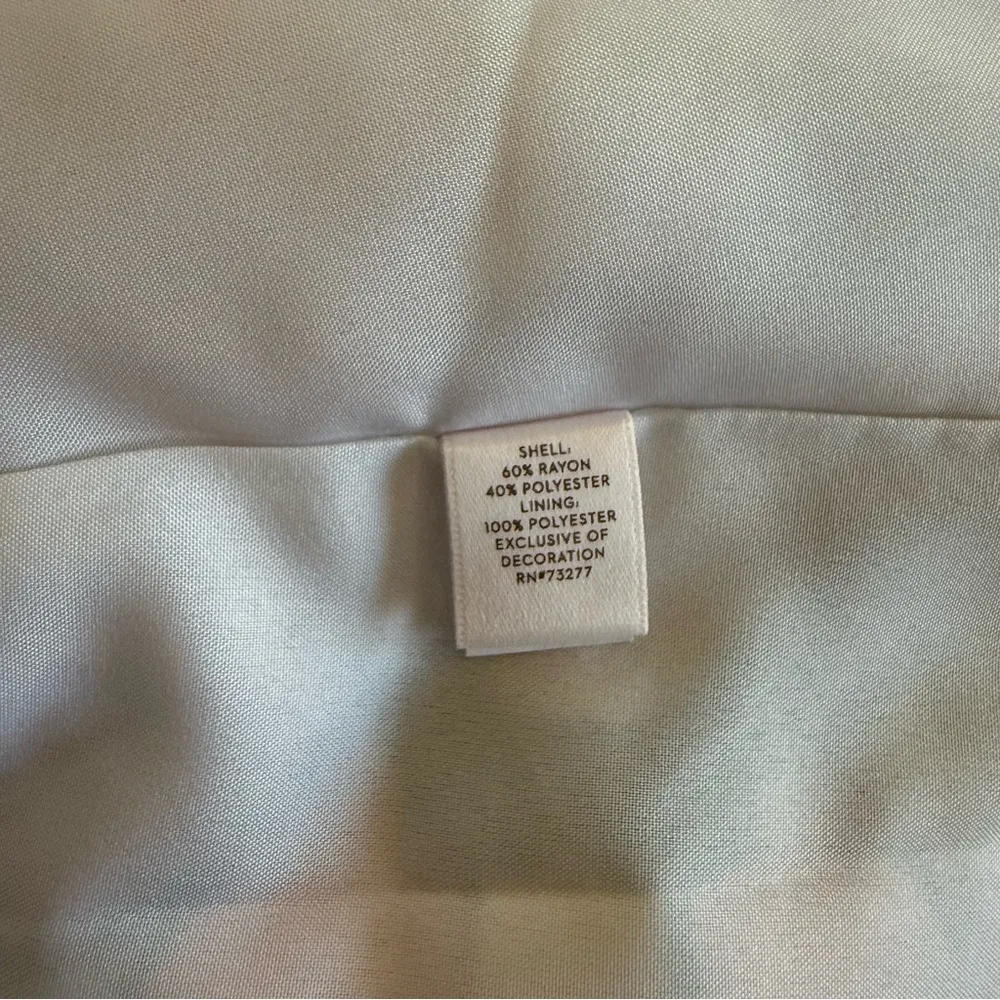 SHELL:
60% RAYON
40% POLYESTER
LINING:
100% POLYESTER
EXCLUSIVE OF
DECORATION
RN#73277